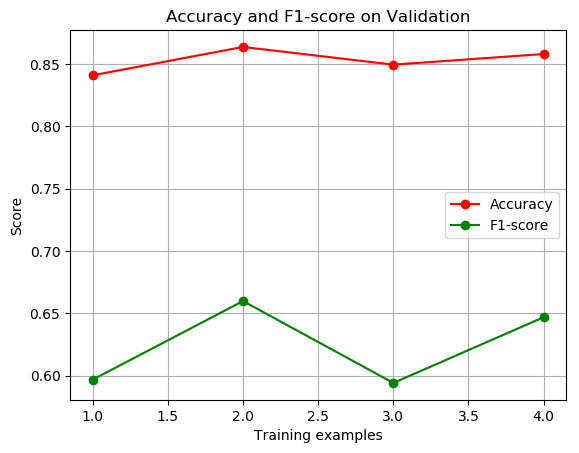 Accuracy and F1-score on Validation
Score
0.85
0.80
0.75
0.70
0.65
0.60
Accuracy
F1-score
1.0 1.5 2.0 2.5 3.0 3.5 4.0
Training examples